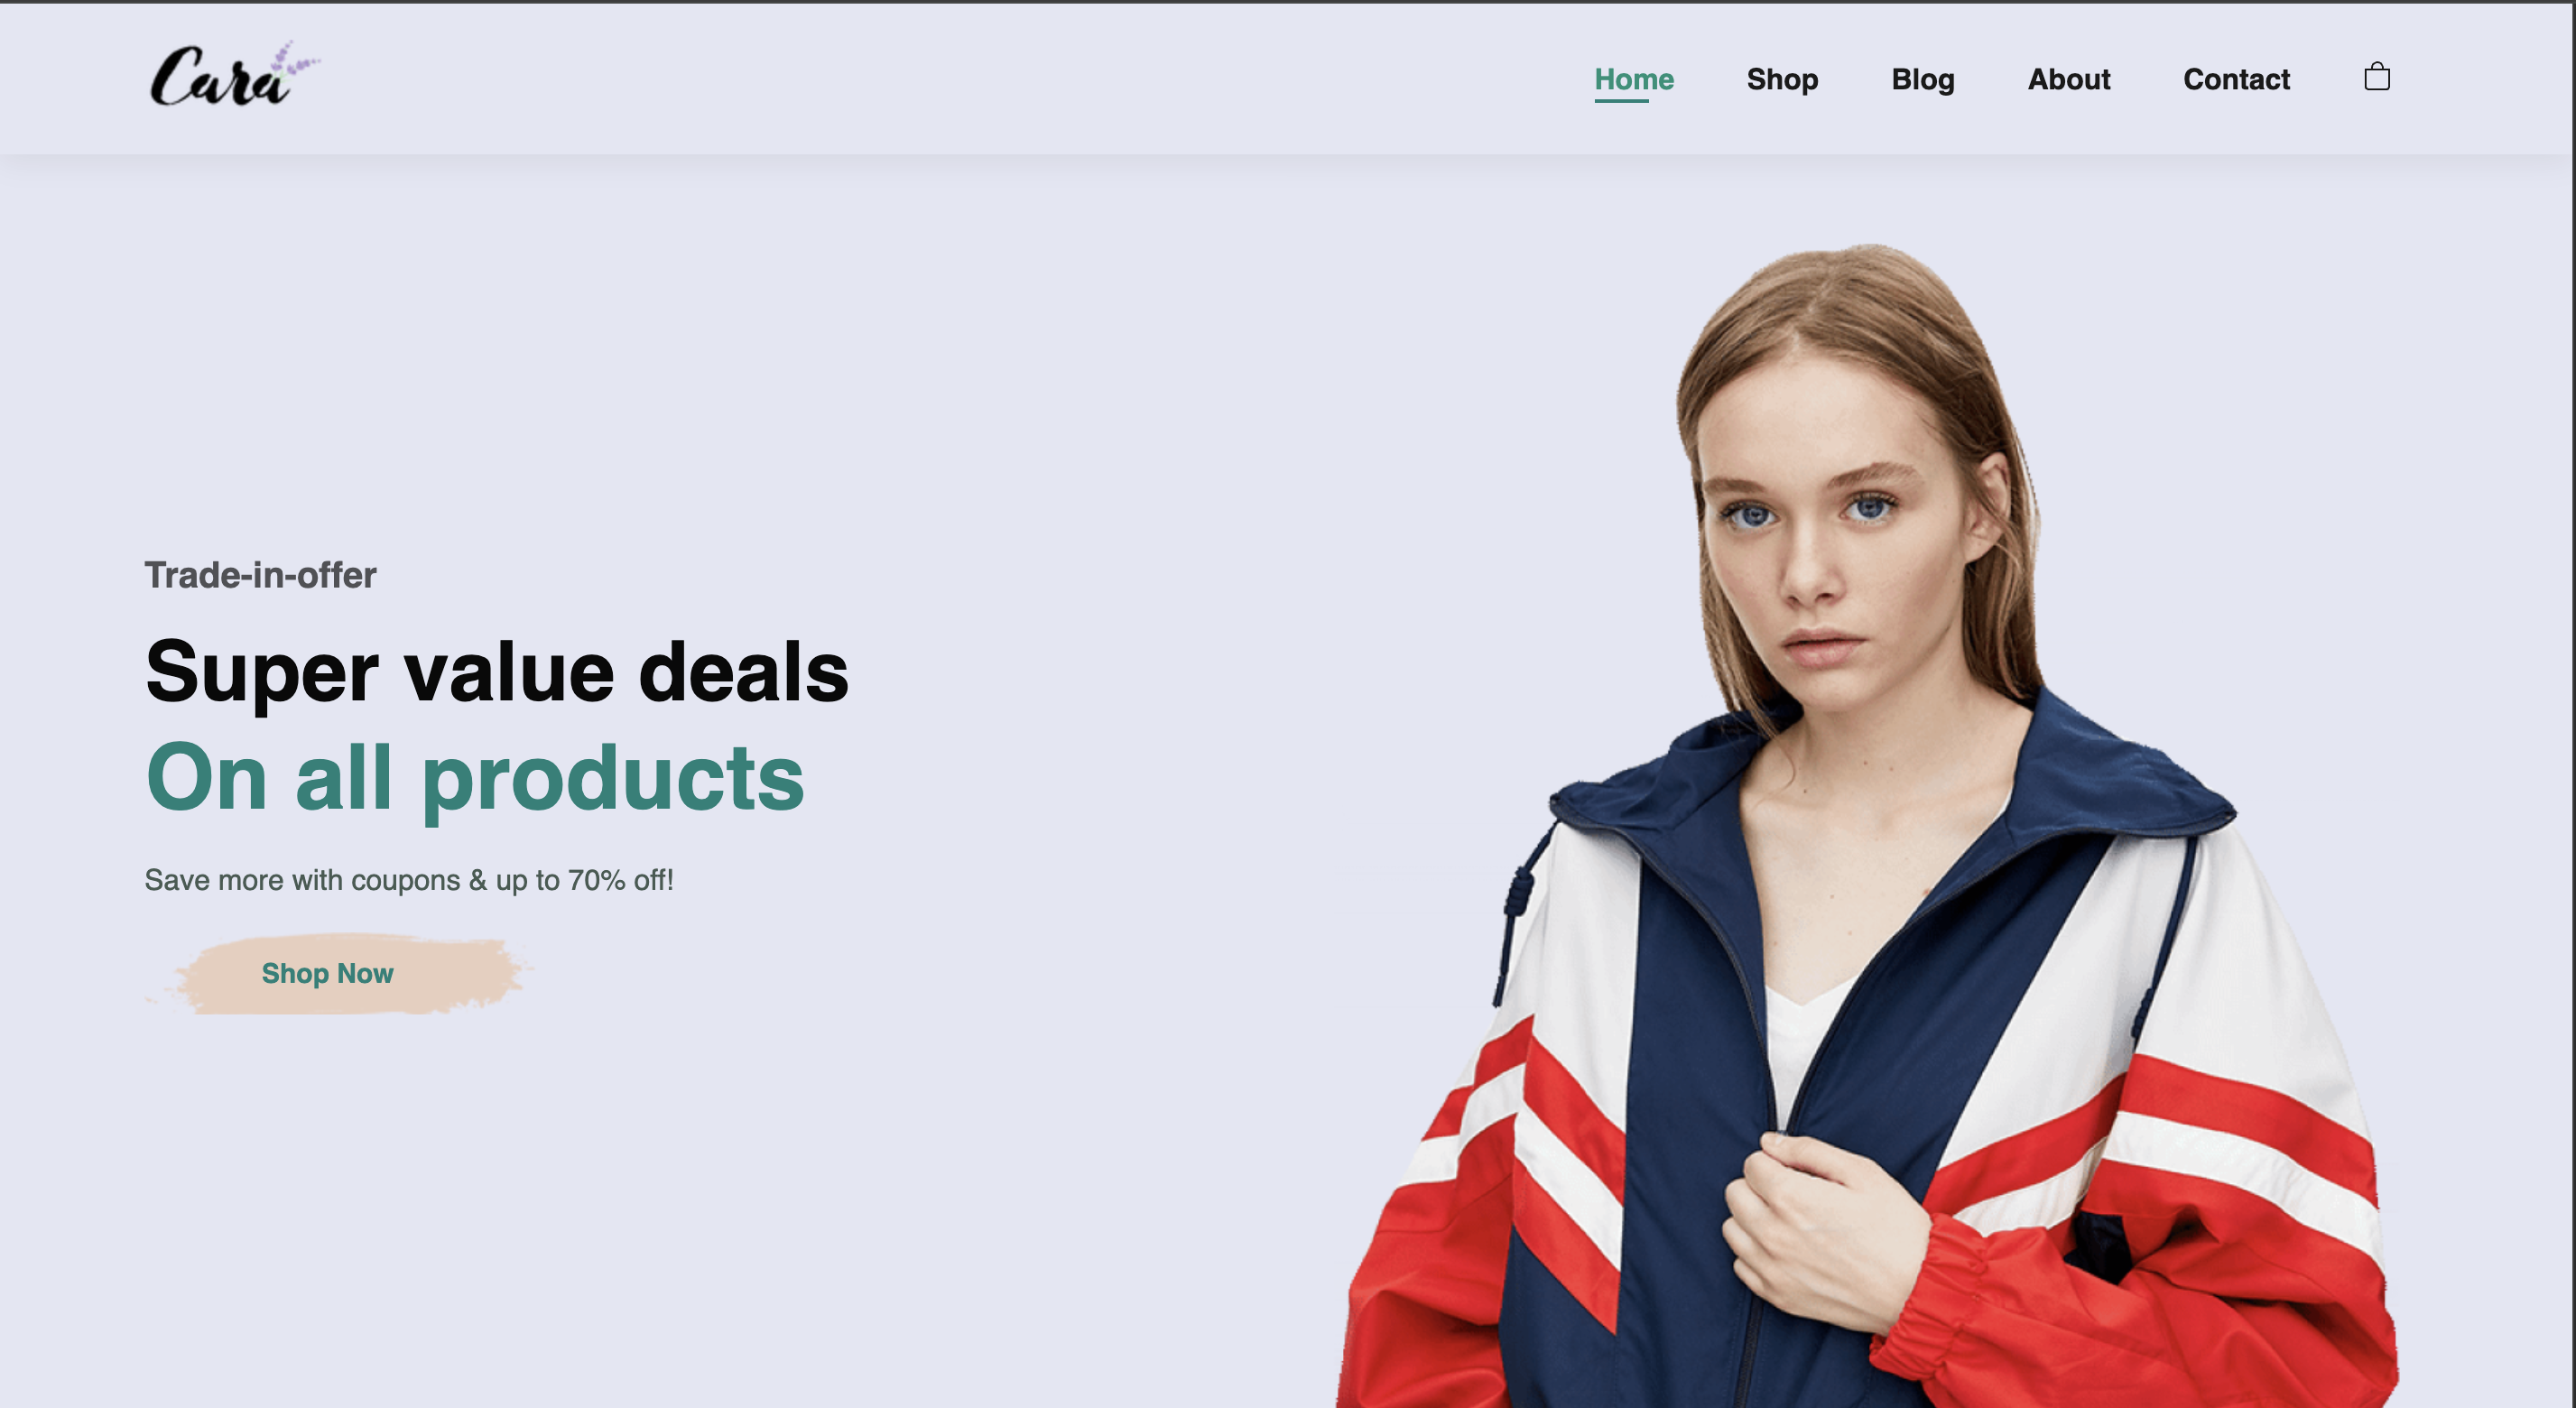 Cara
Home Shop Blog About Contact
Trade-in-offer
Super value deals
On all products
Save more with coupons & up to 70% off!
Shop Now